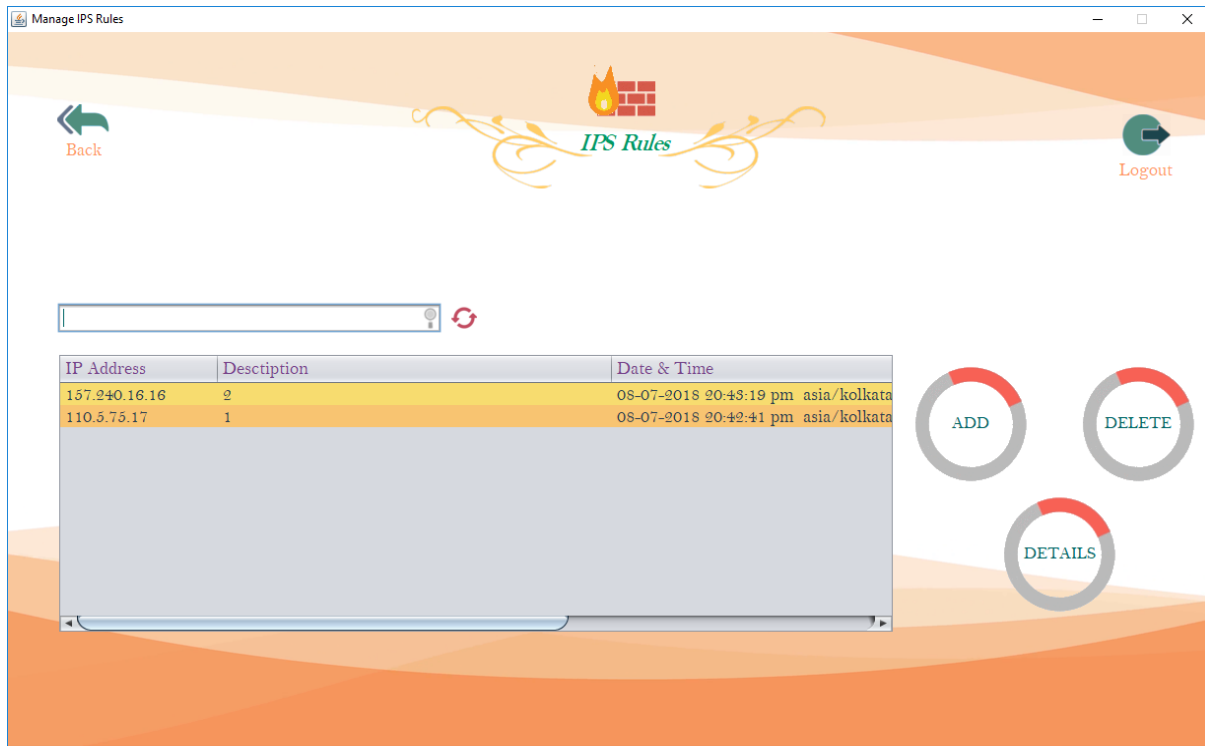 Manage IPS Rules
Back
IPS Rules
Logout
IP Address Desctiption Date & Time
157.240.16.16 2 08-07-2018 20:43:19 pm asia/kolkata
110.5.75.17 1 08-07-2018 20:42:41 pm asia/kolkata
ADD
DELETE
DETAILS